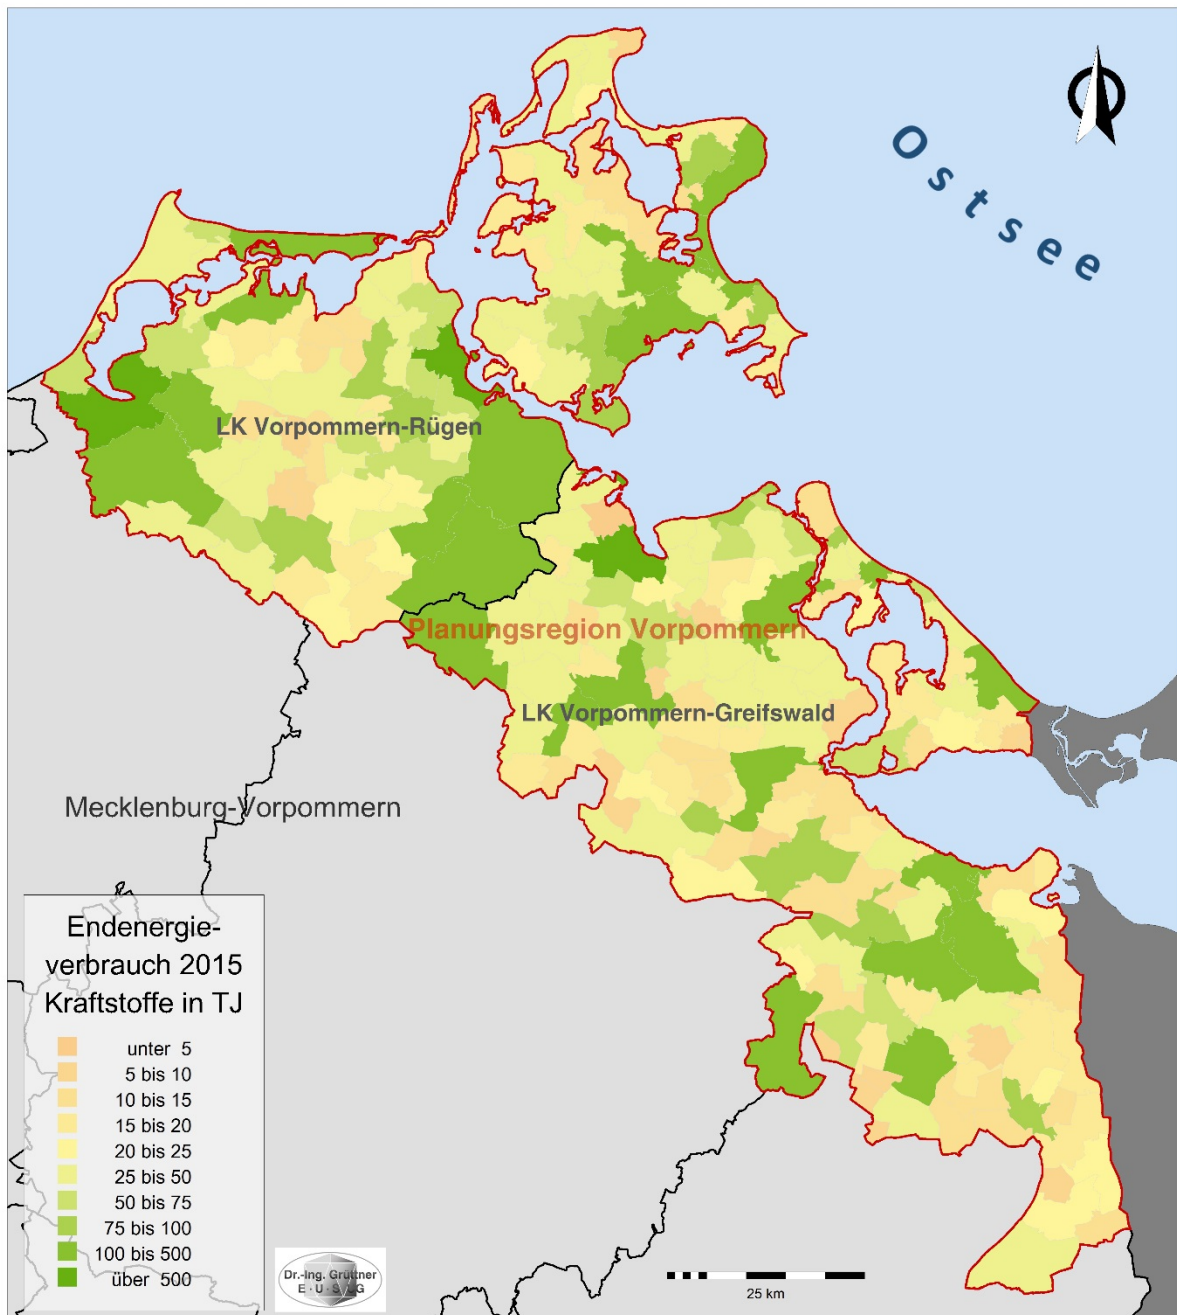 Ostsee
LK Vorpommern-Rügen
Planungsregion Vorpommern
LK Vorpommern-Greifswald
Mecklenburg-Vorpommern
Endenergie-
verbrauch 2015
Kraftstoffe in TJ
unter 5
5 bis 10
10 bis 15
15 bis 20
20 bis 25
25 bis 50
50 bis 75
75 bis 100
100 bis 500
über 500
Dr.-Ing. Grüttner
25 km